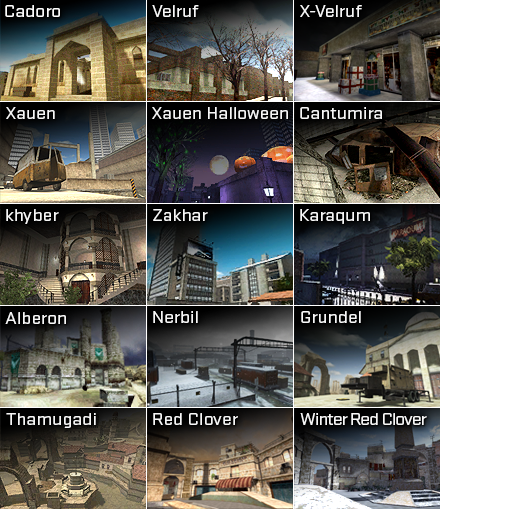 Cadoro
Velruf
X-Velruf
Xauen
Xauen Halloween
Cantumira
khyber
Zakhar
Karaqum
Alberon
Nerbil
Grundel
Thamugadi
Red Clover
Winter Red Clover